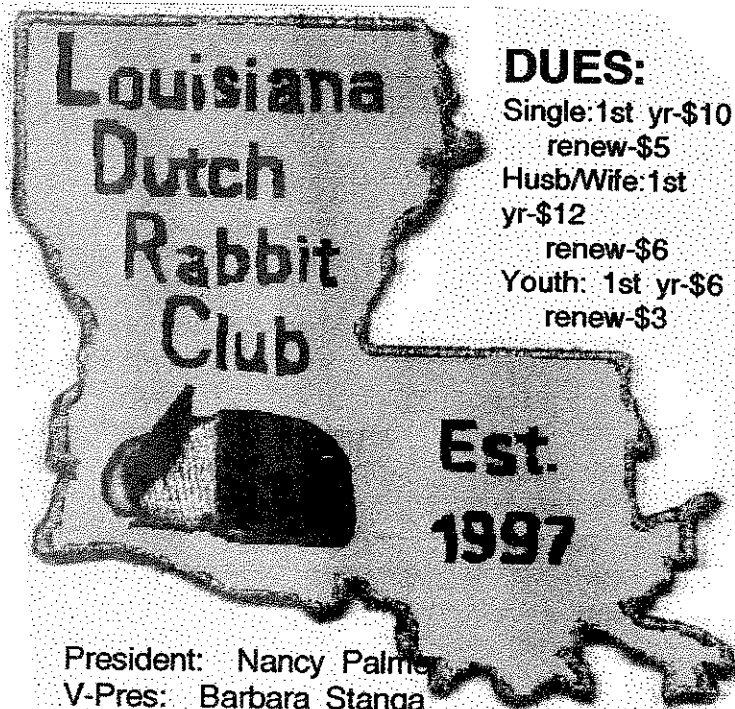 Louisiana
Dutch
Rabbit
Club
Est.
1997
DUES:
Single:1st yr-$10
renew-$5
Husb/Wife:1st
yr-$12
renew-$6
Youth: 1st yr-$6
renew-$3
President: Nancy
V-Pres: Barbara Stanga